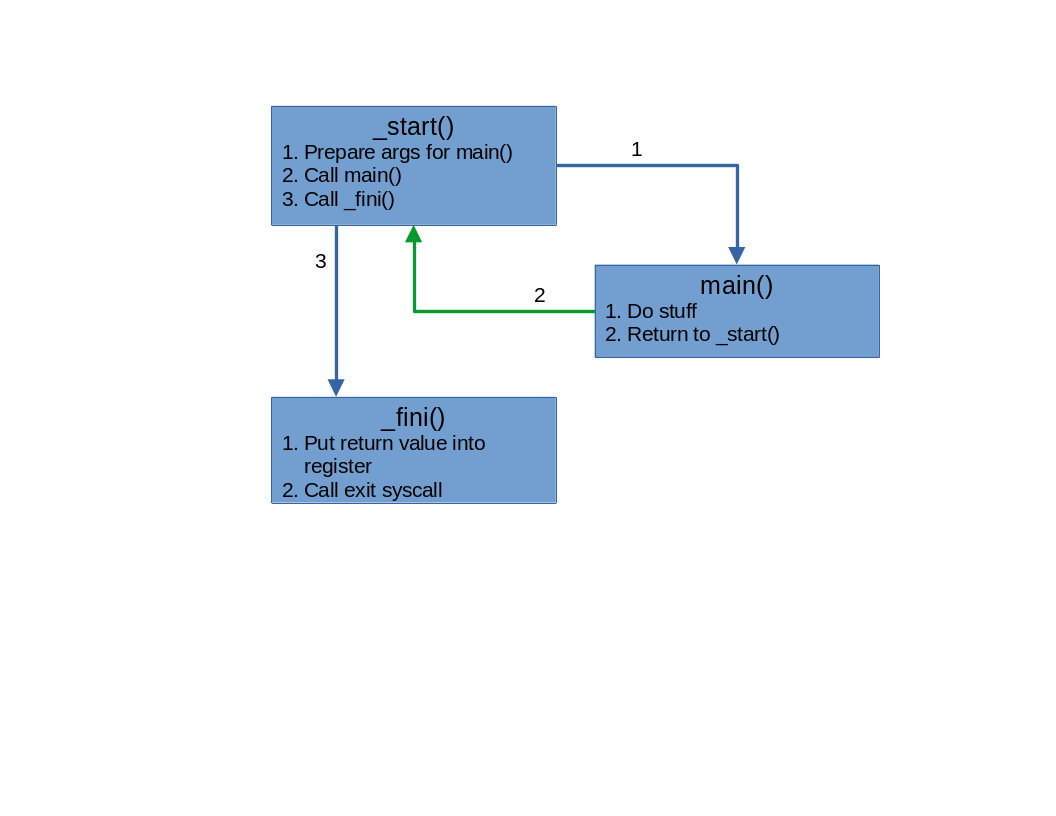 _start()
1. Prepare args for main()
2. Call main()
3. Call _fini()
1
3
2
main()
1. Do stuff
2. Return to _start()
_fini()
1. Put return value into
register
2. Call exit syscall